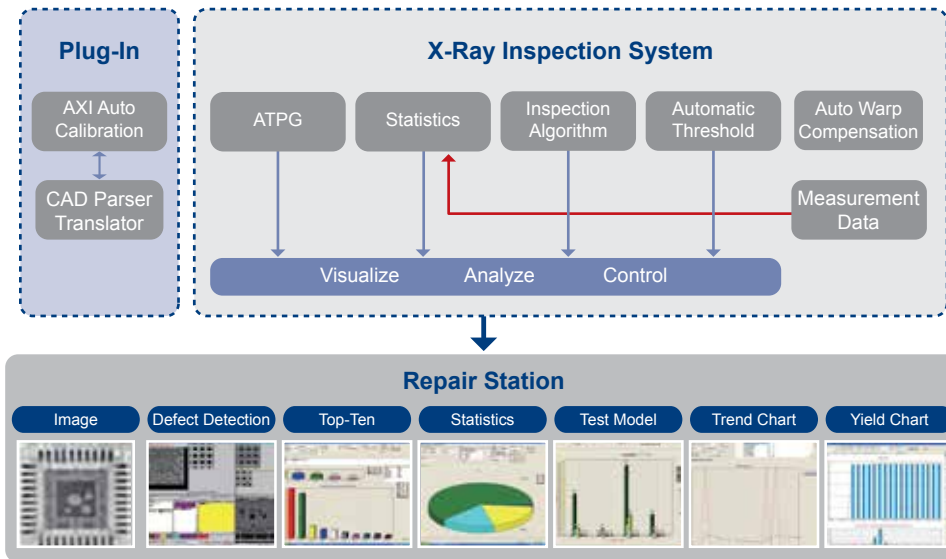 Plug-In
AXI Auto
Calibration
CAD Parser
Translator
X-Ray Inspection System
ATPG
Statistics
Inspection
Algorithm
Automatic
Threshold
Auto Warp
Compensation
Measurement
Data
Visualize Analyze Control
Repair Station
Image
Defect Detection
Top-Ten
Statistics
Test Model
Trend Chart
Yield Chart